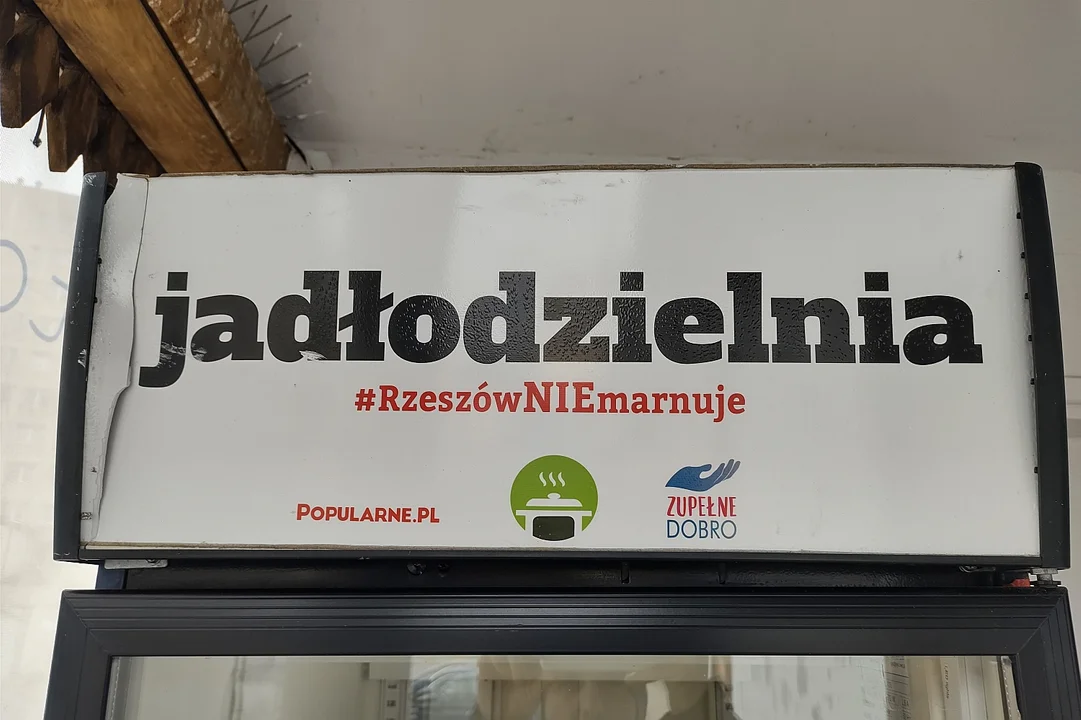 jadłodzielnia
#RzeszówNIEmarnuje
POPULARNE.PL
ZUPEŁNE
DOBRO